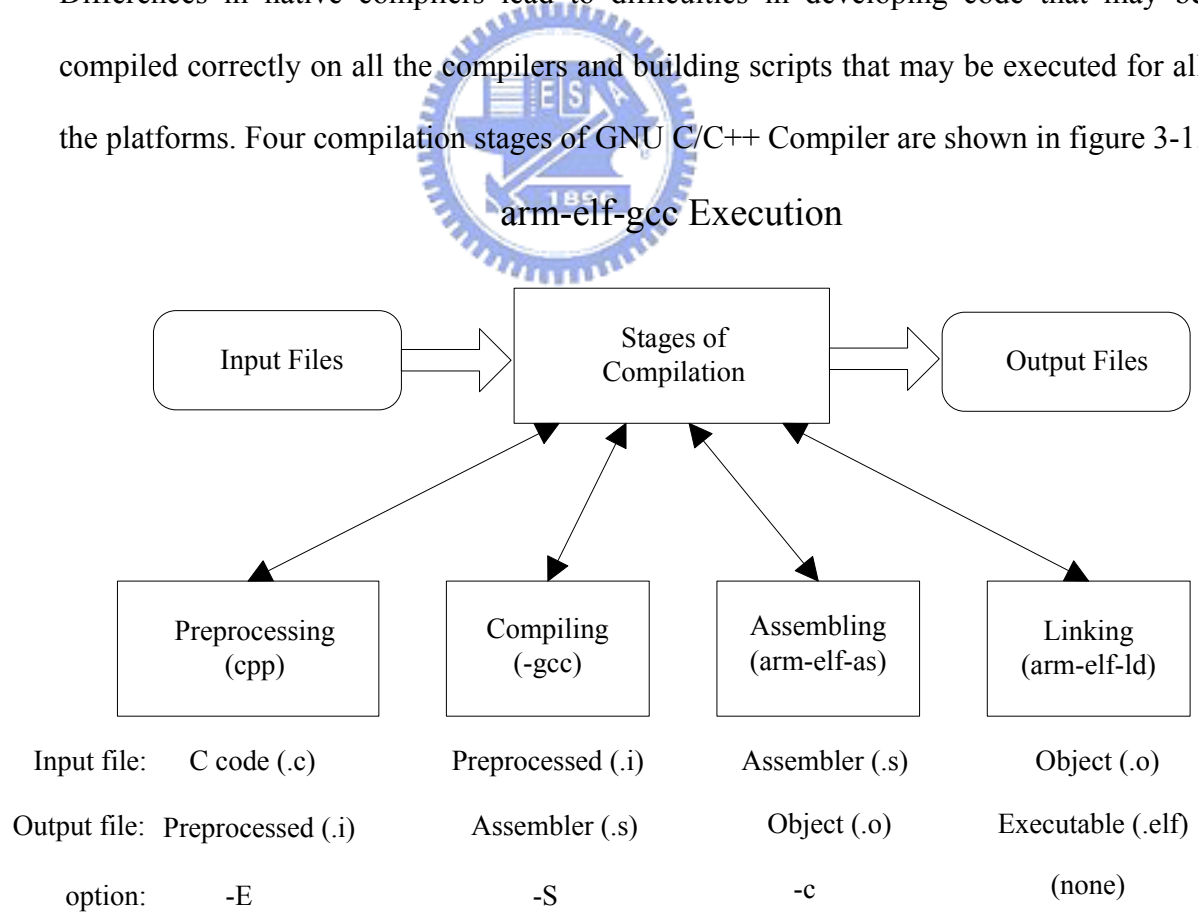 Differences in native compilers lead to difficulties in developing code that may be
compiled correctly on all the compilers and building scripts that may be executed for all
the platforms. Four compilation stages of GNU C/C++ Compiler are shown in figure 3-1.
ESA
1896
arm-elf-gcc Execution
Input Files
Stages of
Compilation
Output Files
Preprocessing
(cpp)
Compiling
(-gcc)
Assembling
(arm-elf-as)
Linking
(arm-elf-ld)
Input file: C code (.c) Preprocessed (.i) Assembler (.s) Object (.o)
Output file: Preprocessed (.i) Assembler (.s) Object (.o) Executable (.elf)
option: -E -S -c (none)